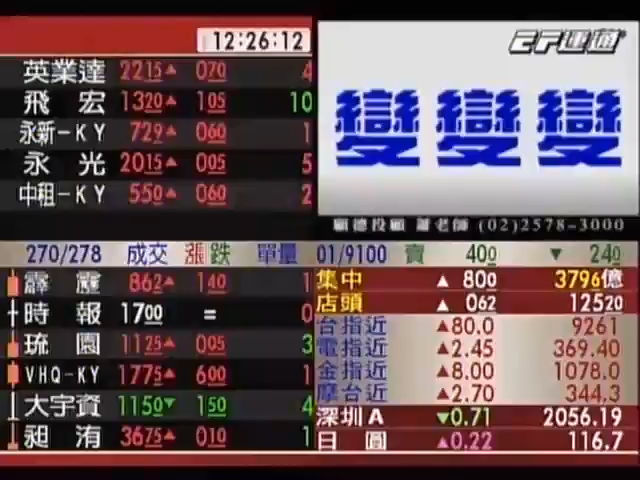 12:26:12
英業達 2215▲ 070 4
飛宏 1320▲ 105 10
永新-KY 729▲ 060 1
永光 2015▲ 005 5
中租-KY 550▲ 060 2
CF運通®
變變變
顧德投顧 蕭老師 (02)2578-3000
270/278 成交 漲跌 單量
霹靂 862▲ 140 1
時報 1700 = 0
琉園 1125▲ 005 3
VHQ-KY 1775▲ 600 1
大宇資 1150▼ 150 4
昶洧 3675▲ 010 1
01/9100 賣 400 ▼ 240
集中 ▲ 800 3796億
店頭 ▲ 062 12520
台指近 ▲80.0 9261
電指近 ▲2.45 369.40
金指近 ▲8.00 1078.0
摩台近 ▲2.70 344.3
深圳A ▼0.71 2056.19
日圓 ▲0.22 116.7